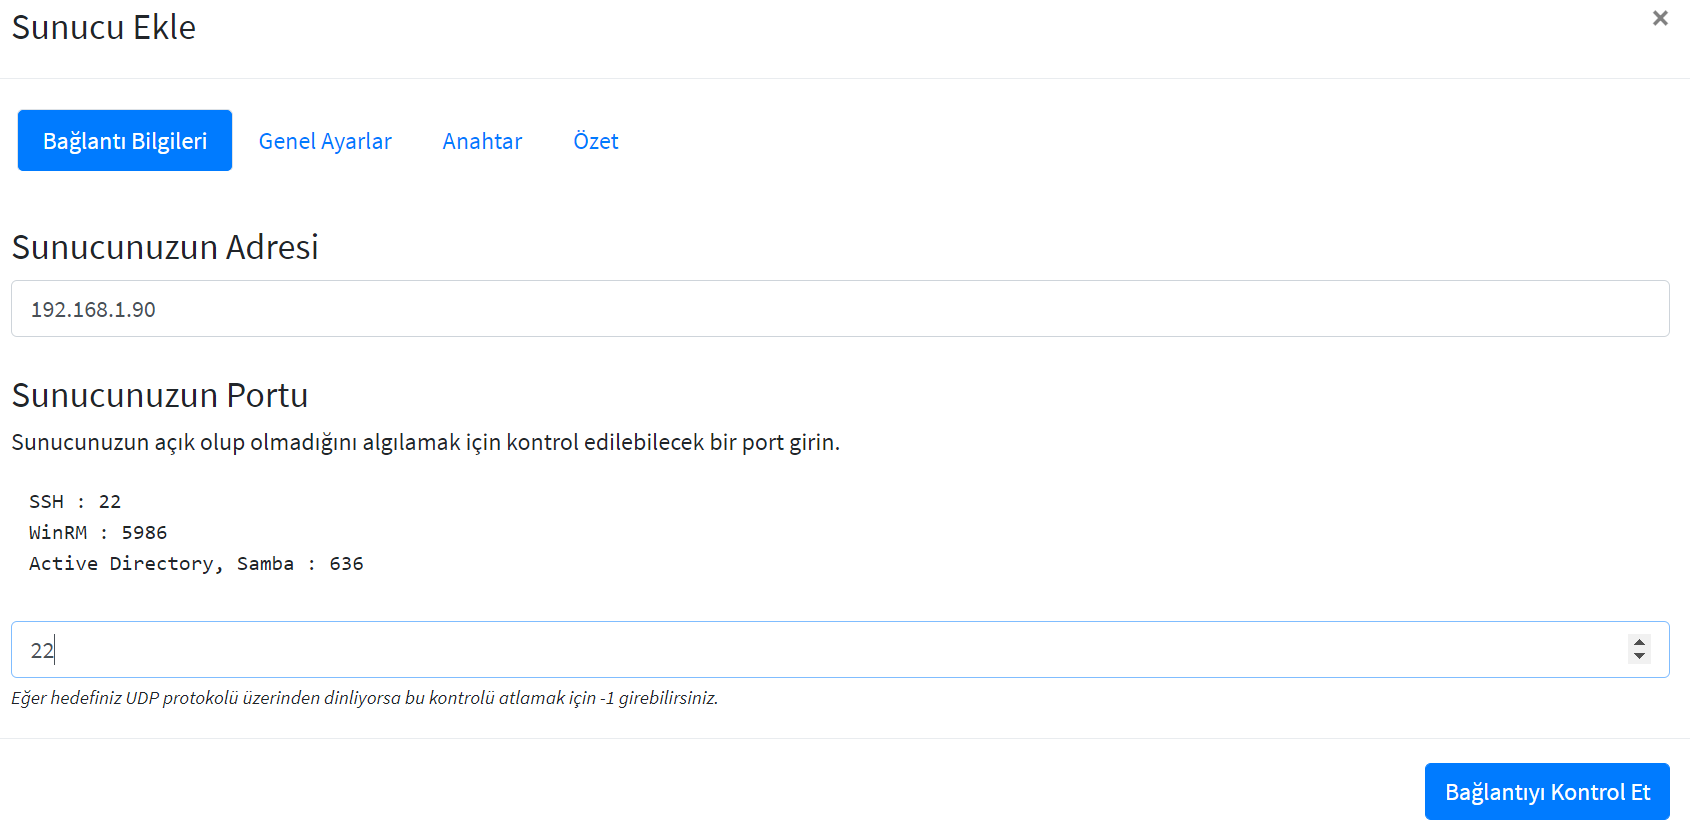 Sunucu Ekle
×
Bağlantı Bilgileri
Genel Ayarlar
Anahtar
Özet
Sunucunuzun Adresi
192.168.1.90
Sunucunuzun Portu
Sunucunuzun açık olup olmadığını algılamak için kontrol edilebilecek bir port girin.
SSH : 22
WinRM : 5986
Active Directory, Samba : 636
22
Eğer hedefiniz UDP protokolü üzerinden dinliyorsa bu kontrolü atlamak için -1 girebilirsiniz.
Bağlantıyı Kontrol Et